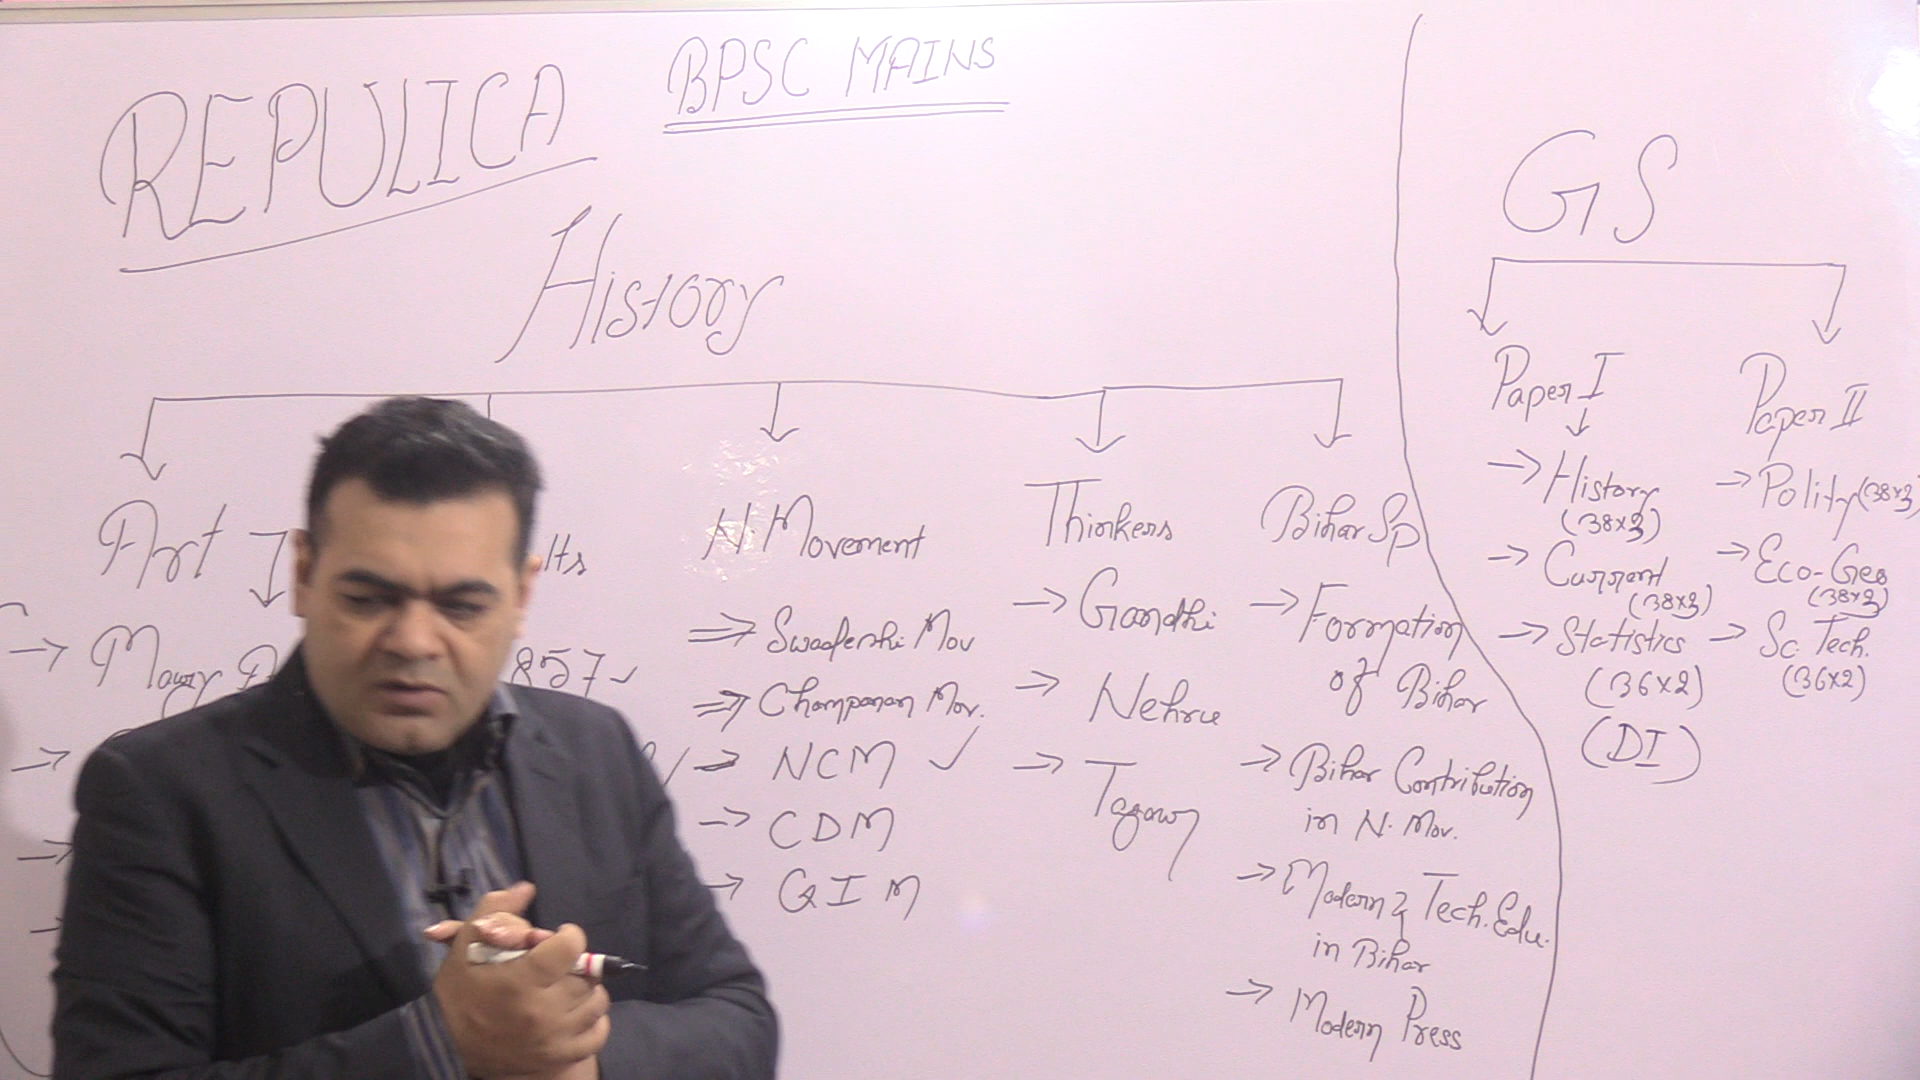 REPULICA
BPSC MAINS
History
Art
Maury
lts
857 ✓
N. Movement
⇒ Swadeshi Mov
⇒ Champaran Mov.
→ NCM ✓
→ CDM
→ QIM
Thinkers
→ Gandhi
→ Nehru
→ Tagore
Bihar Sp
→ Formation
of Bihar
→ Bihar Contribution
in N. Mov.
→ Modern & Tech. Edu.
in Bihar
→ Modern Press
GS
Paper I
→ History
(38x3)
→ Current
(38x3)
→ Statistics
(36x2)
(DI)
Paper II
→ Polity (38x3)
→ Eco-Geo
(38x3)
→ Sc. Tech.
(36x2)